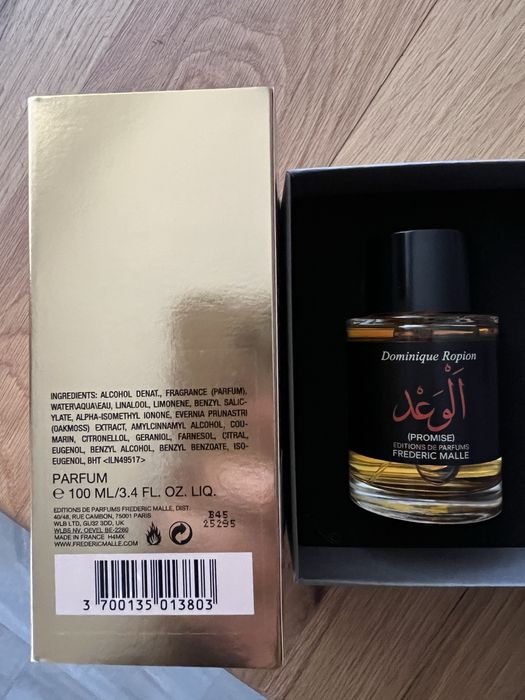 INGREDIENTS: ALCOHOL DENAT., FRAGRANCE (PARFUM),
WATER\AQUA\EAU, LINALOOL, LIMONENE, BENZYL SALIC-
YLATE, ALPHA-ISOMETHYL IONONE, EVERNIA PRUNASTRI
(OAKMOSS) EXTRACT, AMYLCINNAMYL ALCOHOL, COU-
MARIN, CITRONELLOL, GERANIOL, FARNESOL, CITRAL,
EUGENOL, BENZYL ALCOHOL, BENZYL BENZOATE, ISO-
EUGENOL, BHT <ILN49517>
PARFUM
℮ 100 ML/3.4 FL. OZ. LIQ.
EDITIONS DE PARFUMS FREDERIC MALLE, DIST.
40/48, RUE CAMBON, 75001 PARIS
WLB LTD, GU32 3DD, UK
WLBS NV, OEVEL BE-2260
MADE IN FRANCE H4MX
WWW.FREDERICMALLE.COM
B45
25295
3 700135 013803
Dominique Ropion
اَلْوَعْد
(PROMISE)
EDITIONS DE PARFUMS
FREDERIC MALLE